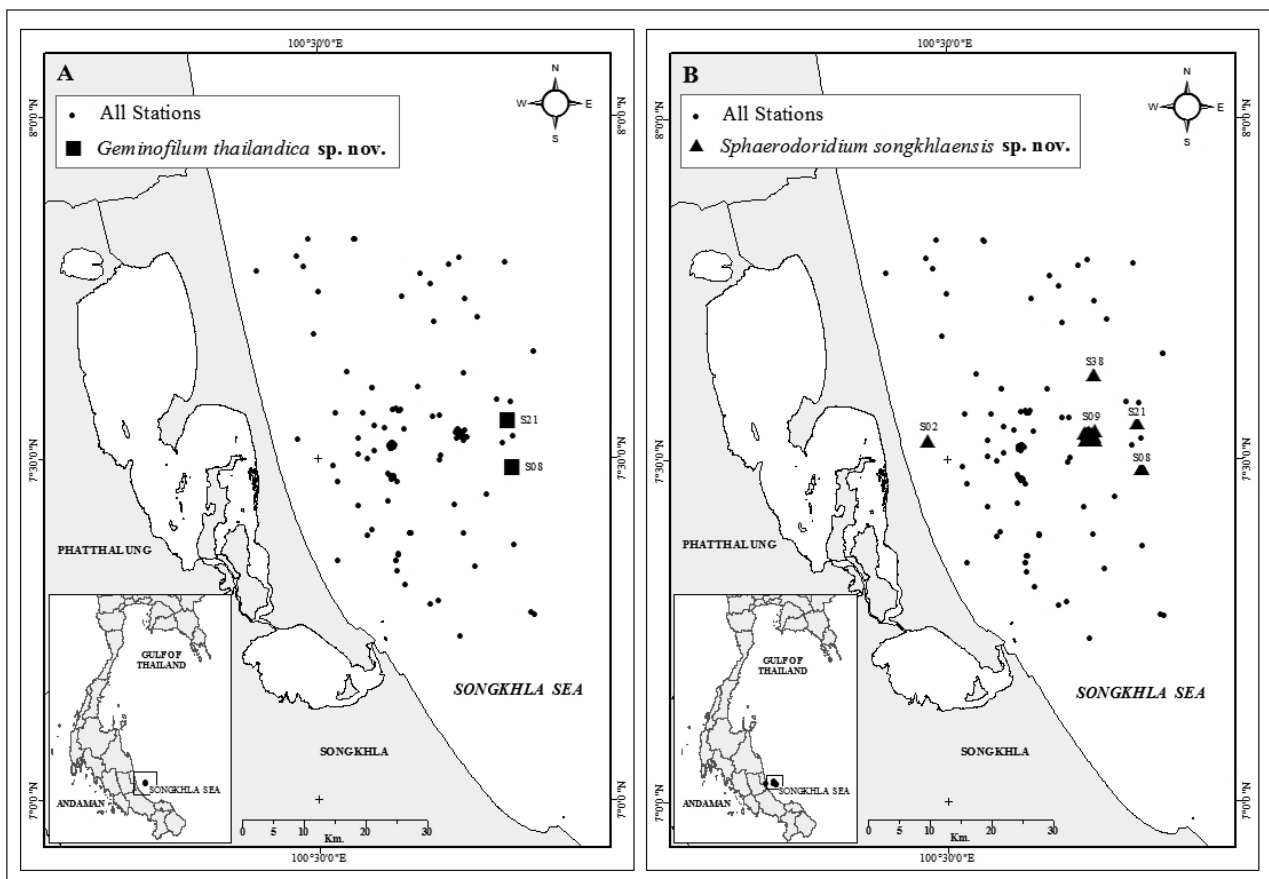 100°30'0"E
A
N
W
E
S
All Stations
Geminofilum thailandica sp. nov.
8°0'0"N
8°0'0"N
S21
S08
7°30'0"N
7°30'0"N
PHATTHALUNG
GULF OF
THAILAND
SONGKHLA SEA
ANDAMAN
SONGKHLA SEA
SONGKHLA
7°0'0"N
7°0'0"N
0 10 20 30
Km.
100°30'0"E
100°30'0"E
B
N
W
E
S
All Stations
Sphaerodoridium songkhlaensis sp. nov.
8°0'0"N
8°0'0"N
S38
S09
S21
S02
S08
7°30'0"N
7°30'0"N
PHATTHALUNG
GULF OF
THAILAND
SONGKHLA SEA
ANDAMAN
SONGKHLA SEA
SONGKHLA
7°0'0"N
7°0'0"N
0 5 10 20 30
Km.
100°30'0"E